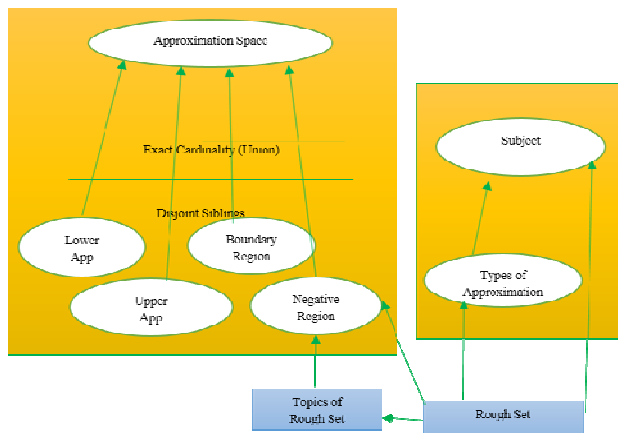 Approximation Space
Exact Cardinality (Union)
Disjoint Siblings
Lower
App
Boundary
Region
Upper
App
Negative
Region
Subject
Types of
Approximation
Topics of
Rough Set
Rough Set